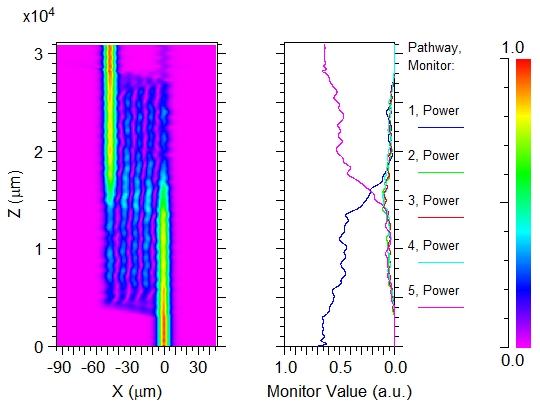 x10⁴
3
2
1
0
Z (μm)
-90 -60 -30 0 30
X (μm)
1.0 0.5 0.0
Monitor Value (a.u.)
Pathway,
Monitor:
1, Power
2, Power
3, Power
4, Power
5, Power
1.0
0.0